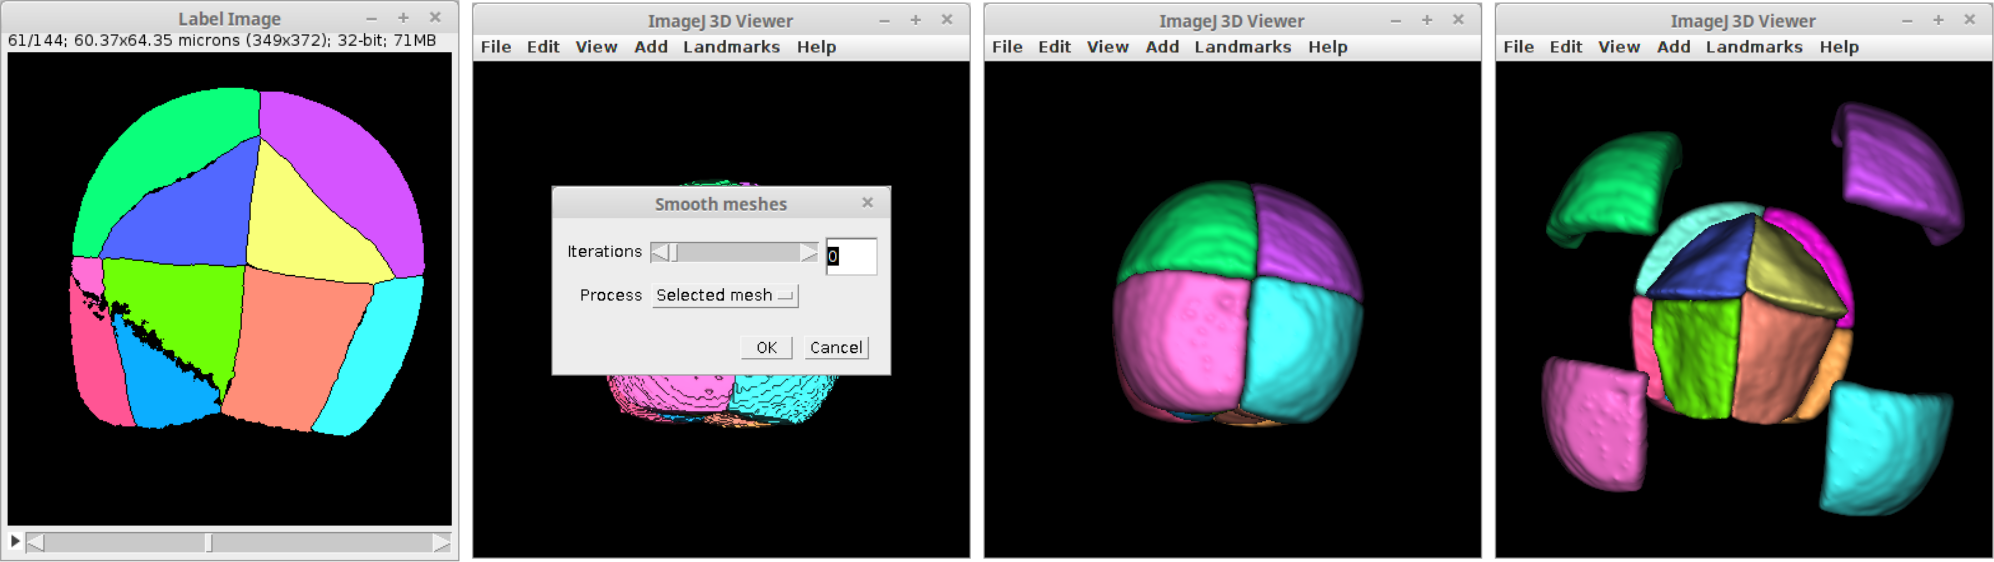 Label Image
61/144; 60.37x64.35 microns (349x372); 32-bit; 71MB
ImageJ 3D Viewer
File Edit View Add Landmarks Help
Smooth meshes
Iterations 0
Process Selected mesh
OK Cancel
ImageJ 3D Viewer
File Edit View Add Landmarks Help
ImageJ 3D Viewer
File Edit View Add Landmarks Help